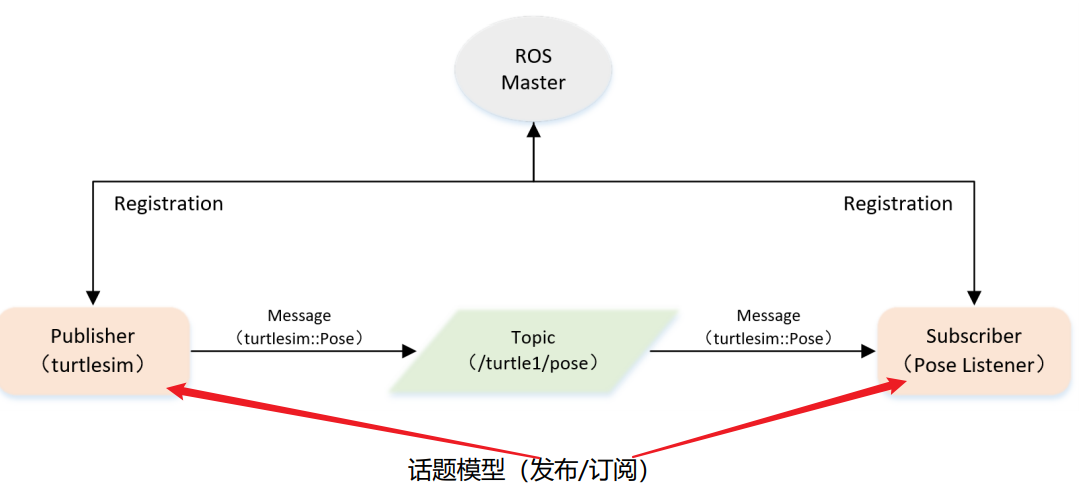 ROS
Master
Registration
Registration
Publisher
（turtlesim）
Message
（turtlesim::Pose）
Topic
（/turtle1/pose）
Message
（turtlesim::Pose）
Subscriber
（Pose Listener）
话题模型（发布/订阅）